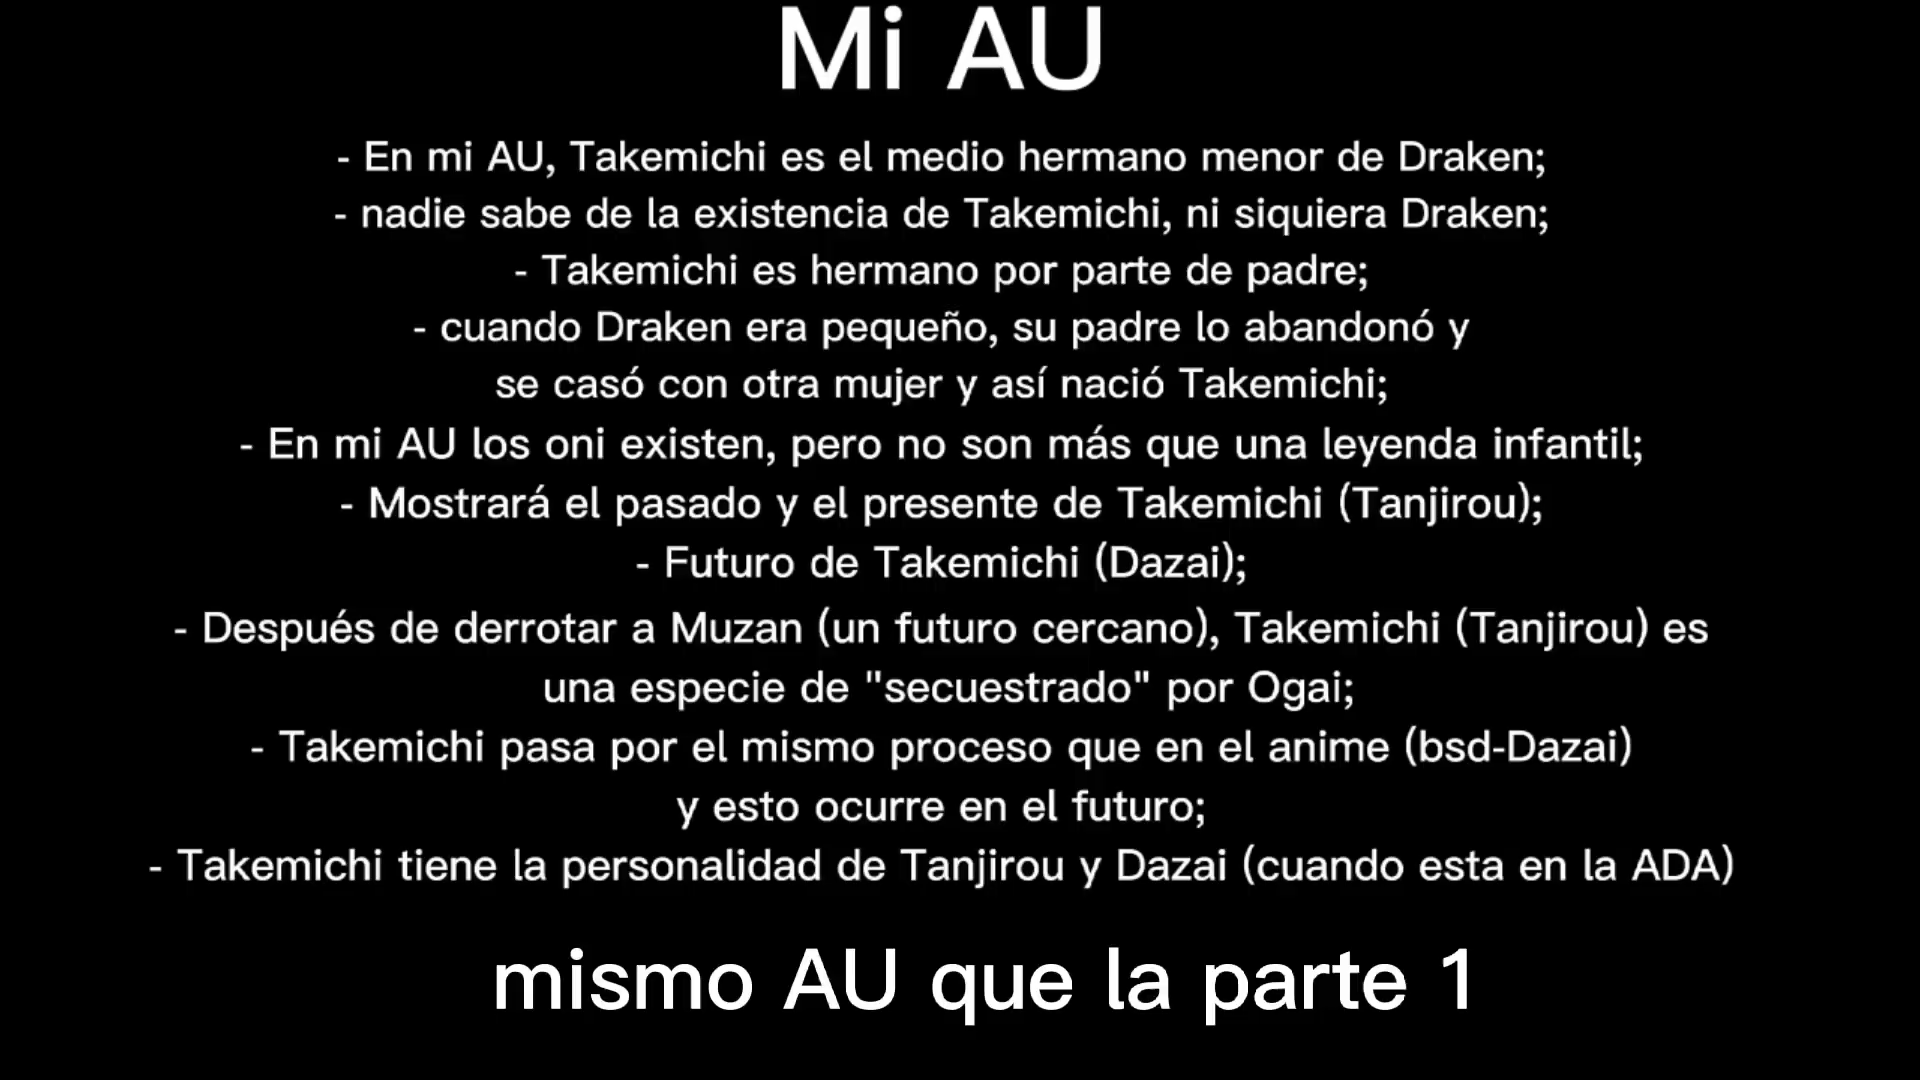 Mi AU
- En mi AU, Takemichi es el medio hermano menor de Draken;
- nadie sabe de la existencia de Takemichi, ni siquiera Draken;
- Takemichi es hermano por parte de padre;
- cuando Draken era pequeño, su padre lo abandonó y
se casó con otra mujer y así nació Takemichi;
- En mi AU los oni existen, pero no son más que una leyenda infantil;
- Mostrará el pasado y el presente de Takemichi (Tanjirou);
- Futuro de Takemichi (Dazai);
- Después de derrotar a Muzan (un futuro cercano), Takemichi (Tanjirou) es
una especie de "secuestrado" por Ogai;
- Takemichi pasa por el mismo proceso que en el anime (bsd-Dazai)
y esto ocurre en el futuro;
- Takemichi tiene la personalidad de Tanjirou y Dazai (cuando esta en la ADA)
mismo AU que la parte 1